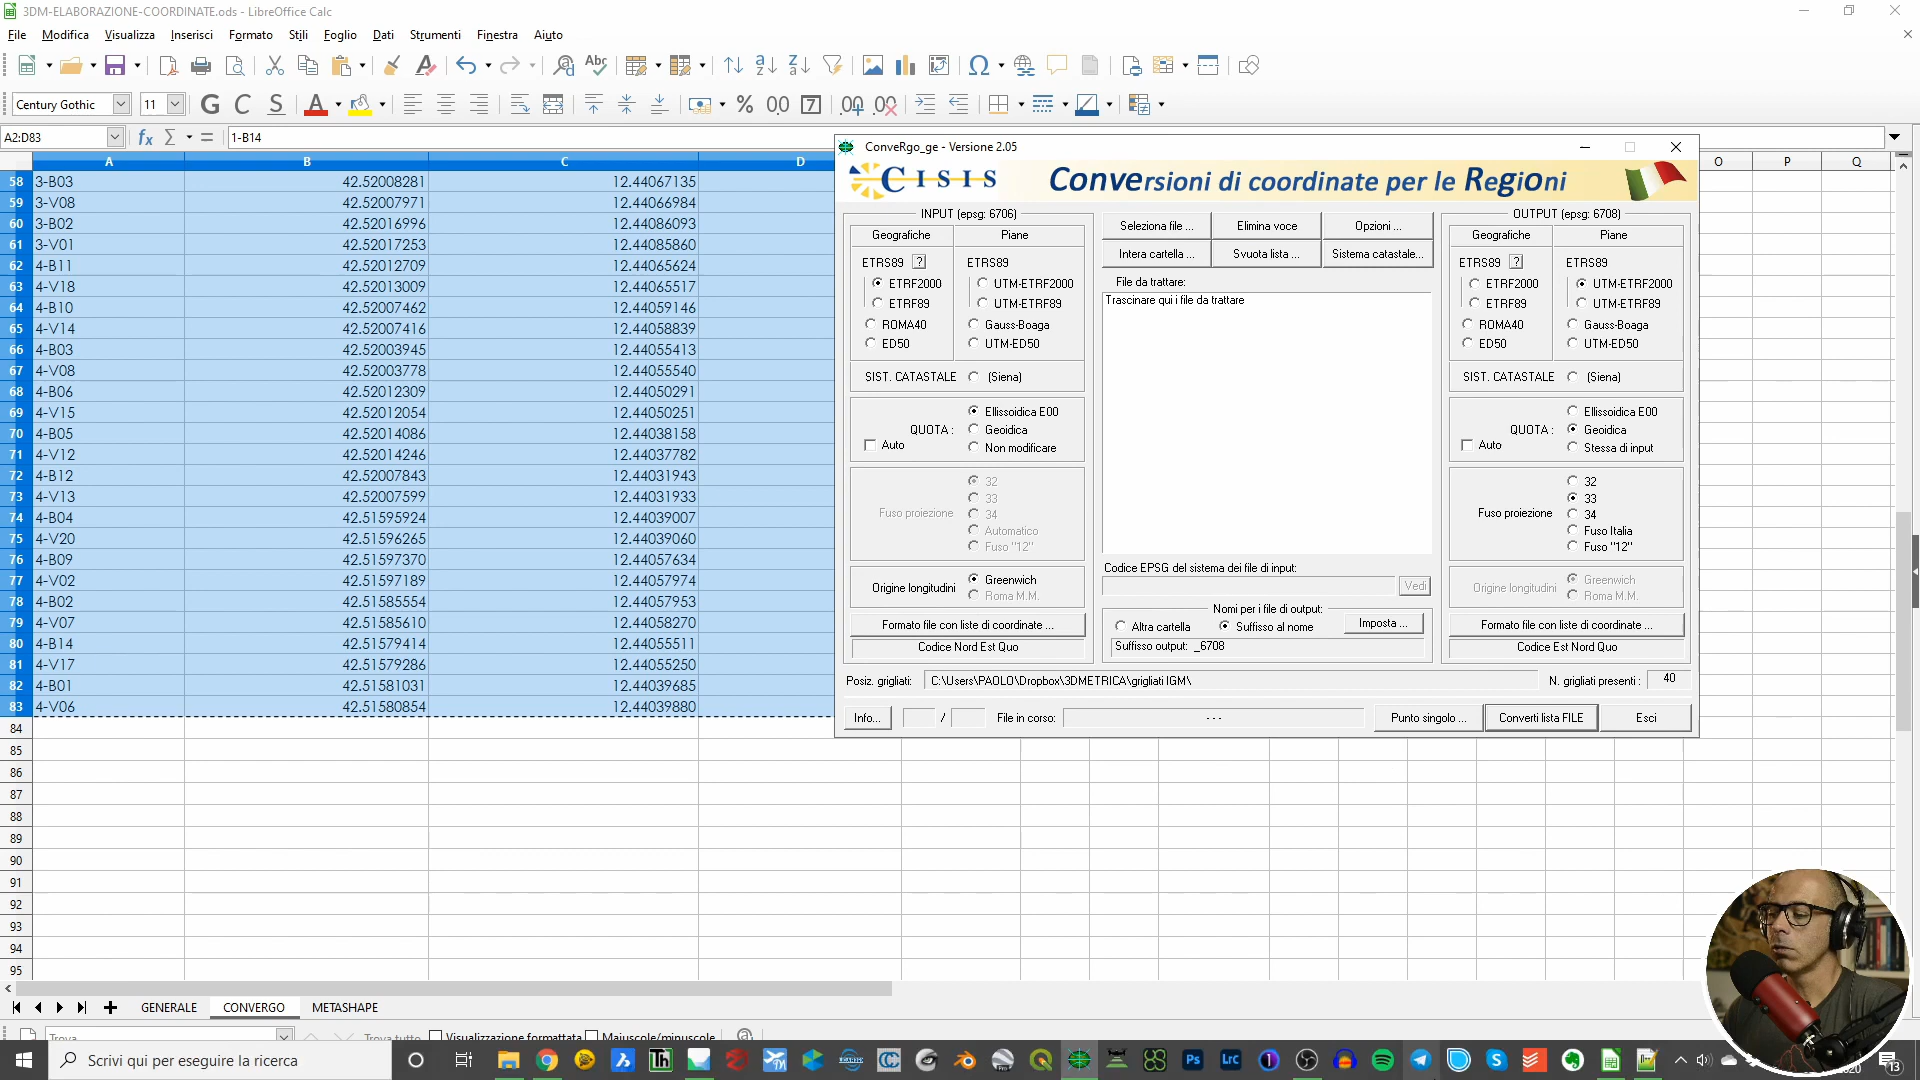 3DM-ELABORAZIONE-COORDINATE.ods - LibreOffice Calc
File Modifica Visualizza Inserisci Formato Stili Foglio Dati Strumenti Finestra Aiuto
Century Gothic 11 G C S
A2:D83 1-B14
A B C D O P Q
58 3-B03 42.52008281 12.44067135
59 3-V08 42.52007971 12.44066984
60 3-B02 42.52016996 12.44086093
61 3-V01 42.52017253 12.44085860
62 4-B11 42.52012709 12.44065624
63 4-V18 42.52013009 12.44065517
64 4-B10 42.52007462 12.44059146
65 4-V14 42.52007416 12.44058839
66 4-B03 42.52003945 12.44055413
67 4-V08 42.52003778 12.44055540
68 4-B06 42.52012309 12.44050291
69 4-V15 42.52012054 12.44050251
70 4-B05 42.52014086 12.44038158
71 4-V12 42.52014246 12.44037782
72 4-B12 42.52007843 12.44031943
73 4-V13 42.52007599 12.44031933
74 4-B04 42.51595924 12.44039007
75 4-V20 42.51596265 12.44039060
76 4-B09 42.51597370 12.44057634
77 4-V02 42.51597189 12.44057974
78 4-B02 42.51585554 12.44057953
79 4-V07 42.51585610 12.44058270
80 4-B14 42.51579414 12.44055511
81 4-V17 42.51579286 12.44055250
82 4-B01 42.51581031 12.44039685
83 4-V06 42.51580854 12.44039880
84
85
86
87
88
89
90
91
92
93
94
95
ConveRgo_ge - Versione 2.05
CISIS Conversioni di coordinate per le Regioni
INPUT (epsg: 6706)
Geografiche Piane
ETRS89 ? ETRS89
ETRF2000 UTM-ETRF2000
ETRF89 UTM-ETRF89
ROMA40 Gauss-Boaga
ED50 UTM-ED50
SIST. CATASTALE (Siena)
Ellissoidica E00
QUOTA : Geoidica
Auto Non modificare
32
33
Fuso proiezione 34
Automatico
Fuso "12"
Origine longitudini Greenwich
Roma M.M.
Formato file con liste di coordinate ...
Codice Nord Est Quo
Seleziona file ... Elimina voce Opzioni ...
Intera cartella ... Svuota lista ... Sistema catastale...
File da trattare:
Trascinare qui i file da trattare
Codice EPSG del sistema dei file di input:
Vedi
Nomi per i file di output:
Altra cartella Suffisso al nome Imposta ...
Suffisso output: _6708
OUTPUT (epsg: 6708)
Geografiche Piane
ETRS89 ? ETRS89
ETRF2000 UTM-ETRF2000
ETRF89 UTM-ETRF89
ROMA40 Gauss-Boaga
ED50 UTM-ED50
SIST. CATASTALE (Siena)
Ellissoidica E00
QUOTA : Geoidica
Auto Stessa di input
32
33
Fuso proiezione 34
Fuso Italia
Fuso "12"
Origine longitudini Greenwich
Roma M.M.
Formato file con liste di coordinate ...
Codice Est Nord Quo
Posiz. grigliati: C:\Users\PAOLO\Dropbox\3DMETRICA\grigliati IGM\ N. grigliati presenti : 40
Info... / File in corso: - - - Punto singolo ... Converti lista FILE Esci
GENERALE CONVERGO METASHAPE
Trova Trova tutto Visualizzazione formattata Maiuscole/minuscole
Scrivi qui per eseguire la ricerca
Th Ps Lrc
2020 13